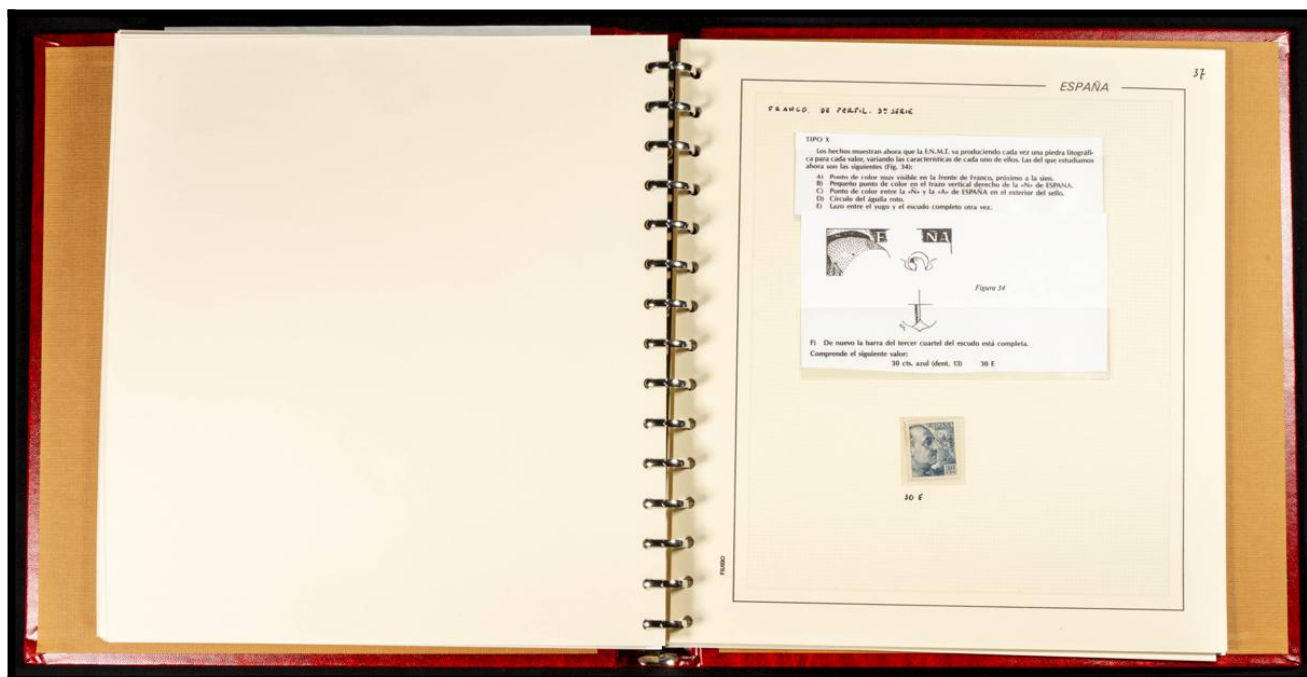 37
ESPAÑA
FRANCO. DE PERFIL. 3ª SERIE
TIPO X
Los hechos muestran ahora que la F.N.M.T. va produciendo cada vez una piedra litográfi-
ca para cada valor, variando las características de cada uno de ellos. Las del que estudiamos
ahora son las siguientes (Fig. 34):
A) Punto de color muy visible en la frente de Franco, próximo a la sien.
B) Pequeño punto de color en el trazo vertical derecho de la «N» de ESPANA.
C) Punto de color entre la «Ñ» y la «A» de ESPAÑA en el exterior del sello.
D) Círculo del águila roto.
E) Lazo entre el yugo y el escudo completo otra vez.
E NA
Figura 34
F) De nuevo la barra del tercer cuartel del escudo está completa.
Comprende el siguiente valor:
30 cts. azul (dent. 13) 30 E
ESPAÑA
30 E
FILABO